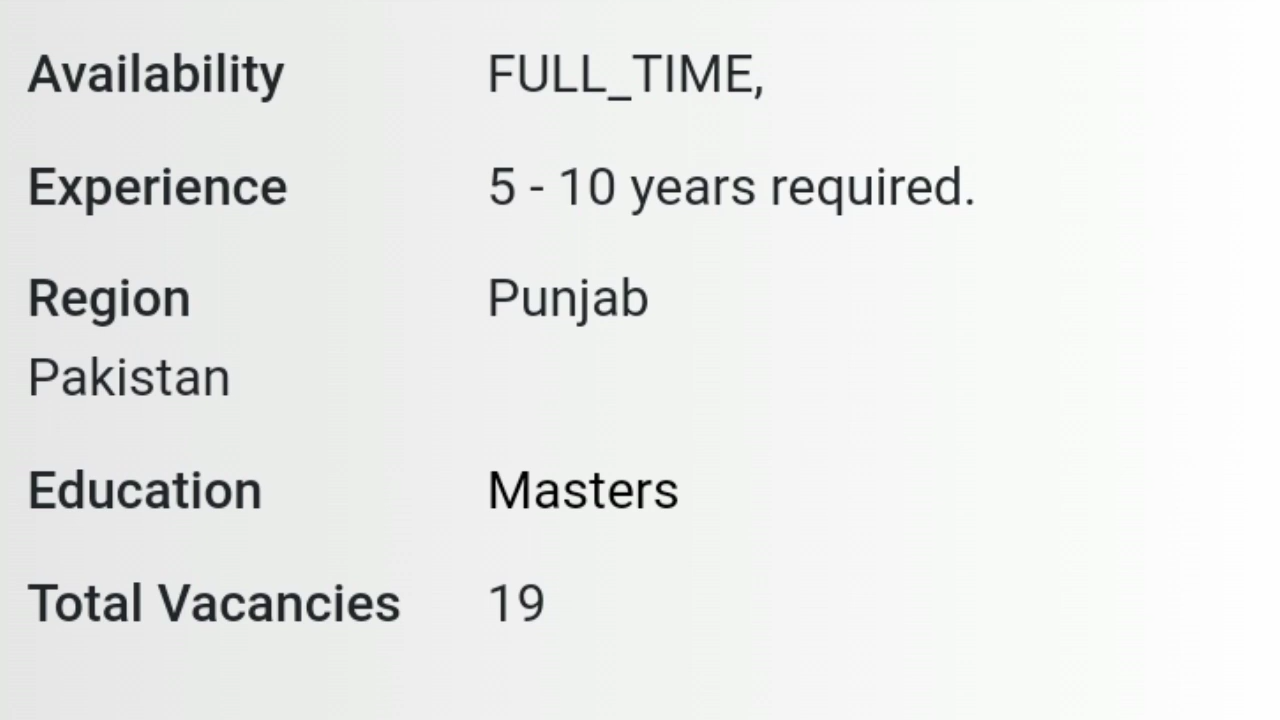 Availability FULL_TIME,
Experience 5 - 10 years required.
Region Punjab
Pakistan
Education Masters
Total Vacancies 19